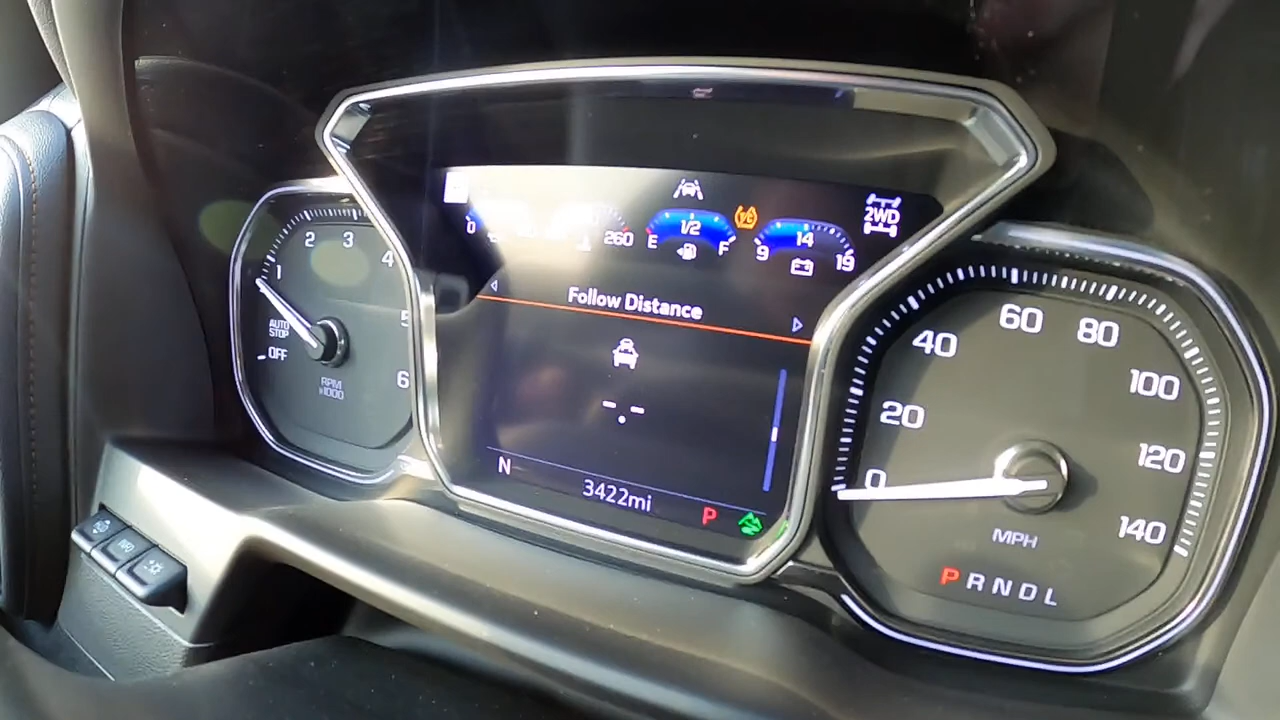 1 2 3 4 5 6
AUTO
STOP
OFF
RPM
x1000
0
260
E 1/2 F
9 14 19
2WD
Follow Distance
N
3422mi
P
0 20 40 60 80 100 120 140
MPH
P R N D L